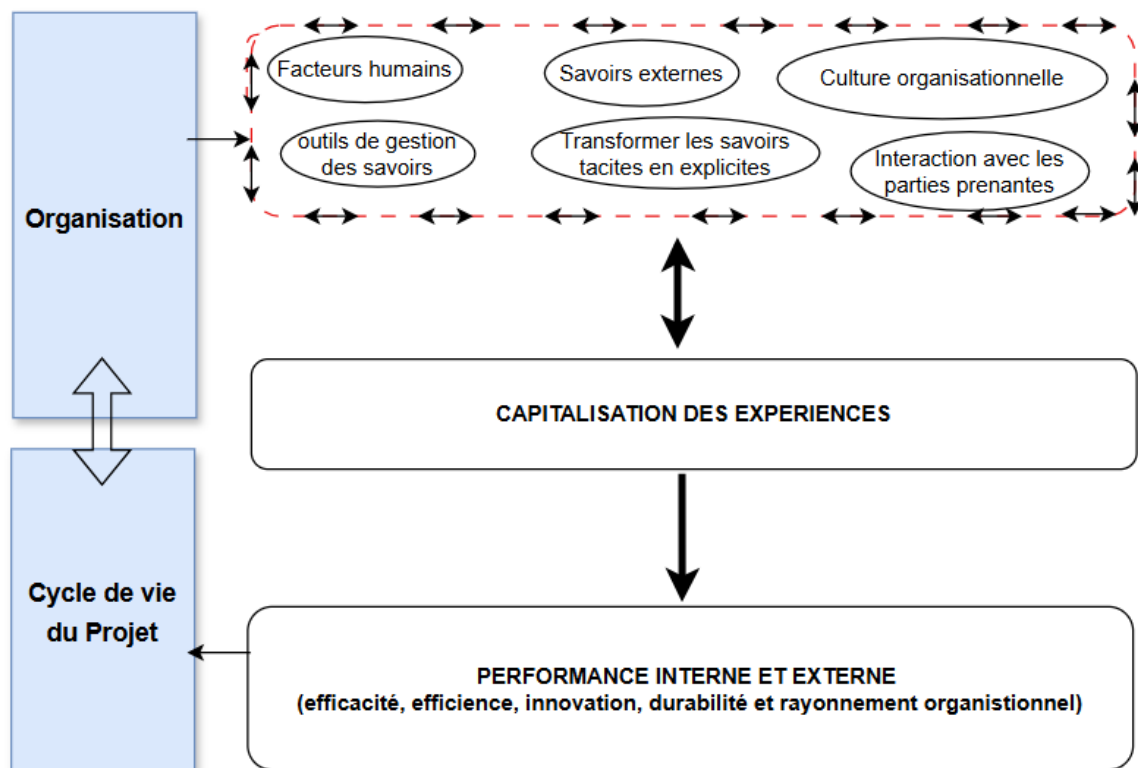 Facteurs humains
Savoirs externes
Culture organisationnelle
outils de gestion
des savoirs
Transformer les savoirs
tacites en explicites
Interaction avec les
parties prenantes
Organisation
CAPITALISATION DES EXPERIENCES
Cycle de vie
du Projet
PERFORMANCE INTERNE ET EXTERNE
(efficacité, efficience, innovation, durabilité et rayonnement organistionnel)